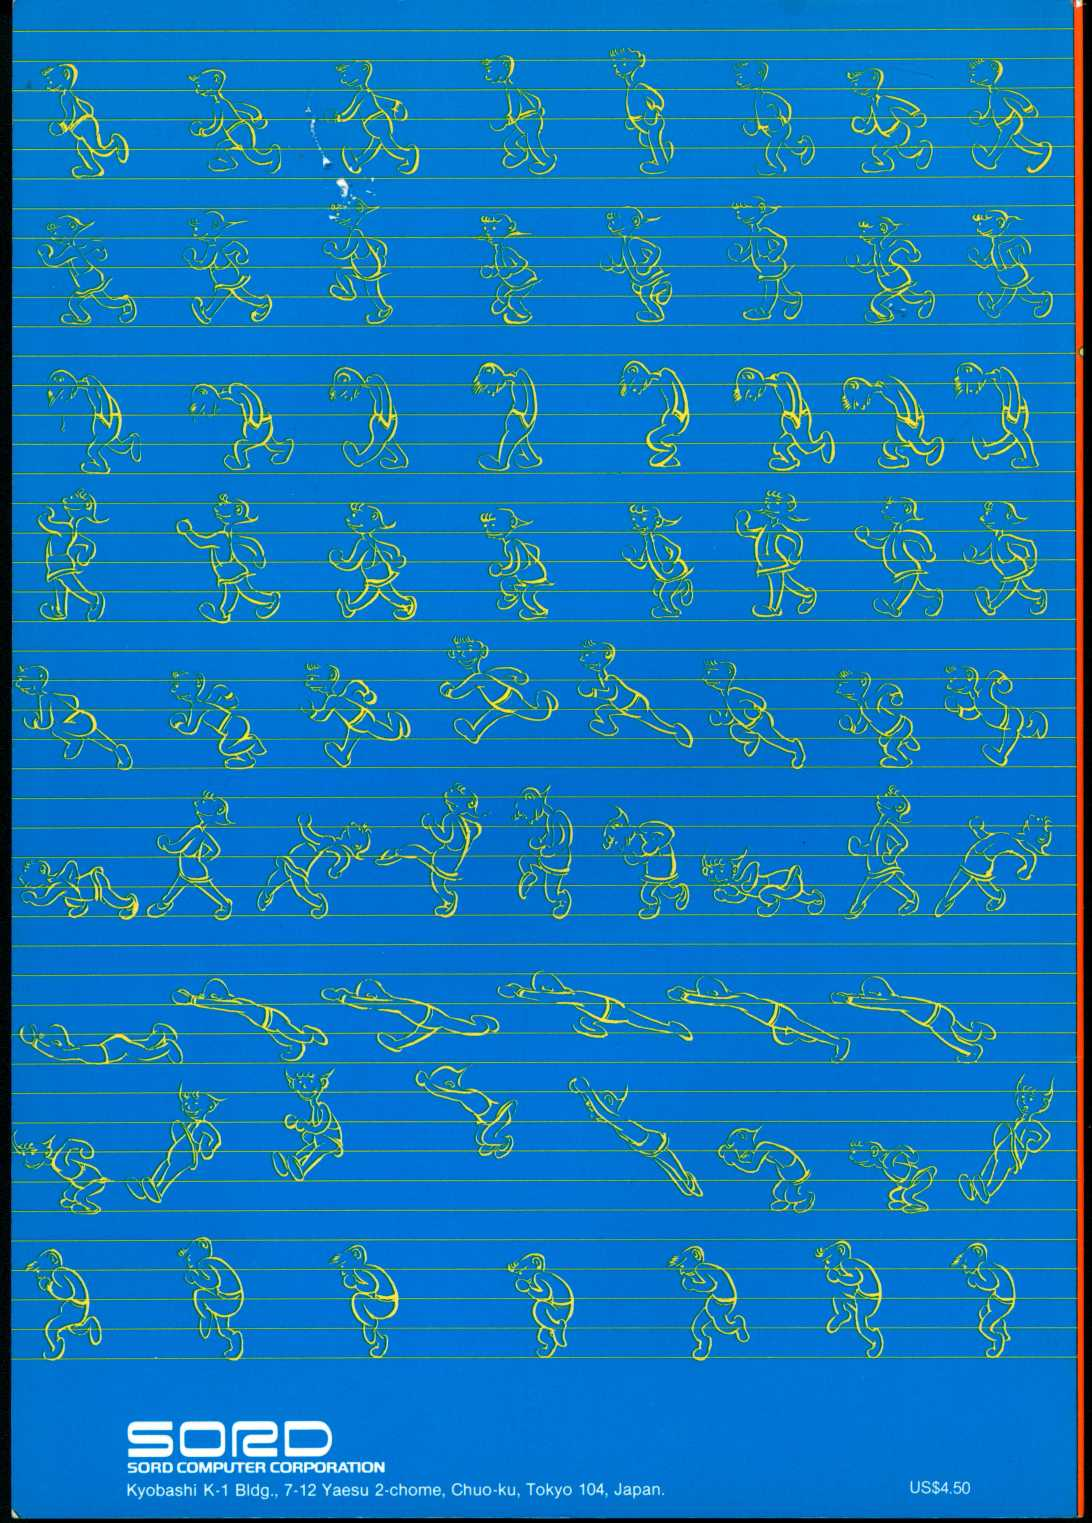 SORD
SORD COMPUTER CORPORATION
Kyobashi K-1 Bldg., 7-12 Yaesu 2-chome, Chuo-ku, Tokyo 104, Japan.
US$4.50